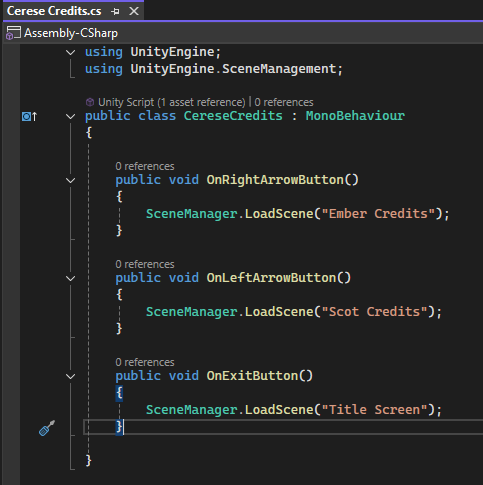 Cerese Credits.cs
Assembly-CSharp
using UnityEngine;
using UnityEngine.SceneManagement;
Unity Script (1 asset reference) | 0 references
public class CereseCredits : MonoBehaviour
{
0 references
public void OnRightArrowButton()
{
SceneManager.LoadScene("Ember Credits");
}
0 references
public void OnLeftArrowButton()
{
SceneManager.LoadScene("Scot Credits");
}
0 references
public void OnExitButton()
{
SceneManager.LoadScene("Title Screen");
}
}